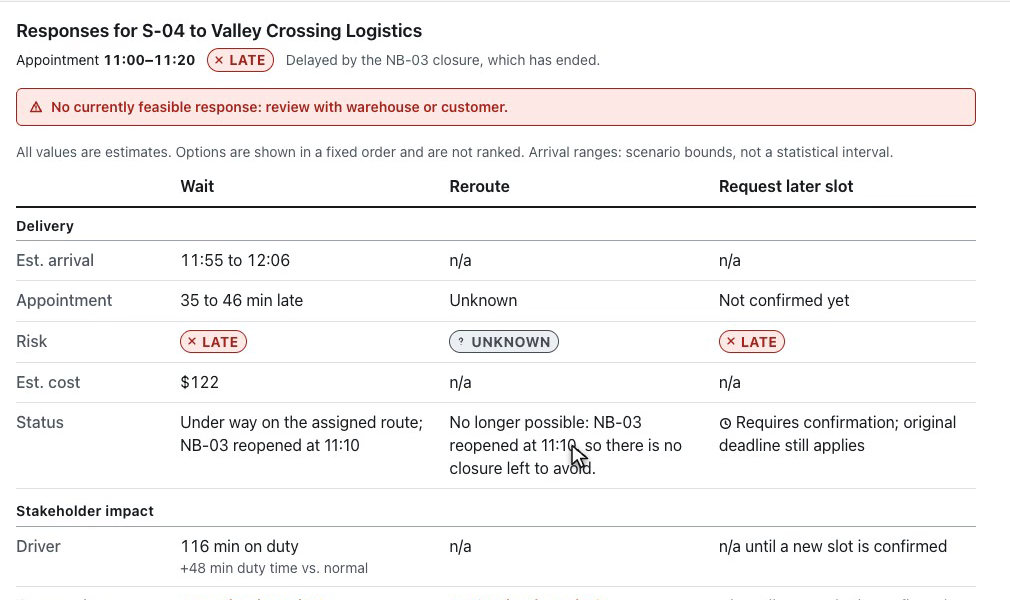 Responses for S-04 to Valley Crossing Logistics
Appointment 11:00–11:20 × LATE Delayed by the NB-03 closure, which has ended.
⚠ No currently feasible response: review with warehouse or customer.
All values are estimates. Options are shown in a fixed order and are not ranked. Arrival ranges: scenario bounds, not a statistical interval.
Wait Reroute Request later slot
Delivery
Est. arrival 11:55 to 12:06 n/a n/a
Appointment 35 to 46 min late Unknown Not confirmed yet
Risk × LATE ? UNKNOWN × LATE
Est. cost $122 n/a n/a
Status Under way on the assigned route; No longer possible: NB-03 Requires confirmation; original
NB-03 reopened at 11:10 reopened at 11:10, so there is no deadline still applies
closure left to avoid.
Stakeholder impact
Driver 116 min on duty n/a n/a until a new slot is confirmed
+48 min duty time vs. normal